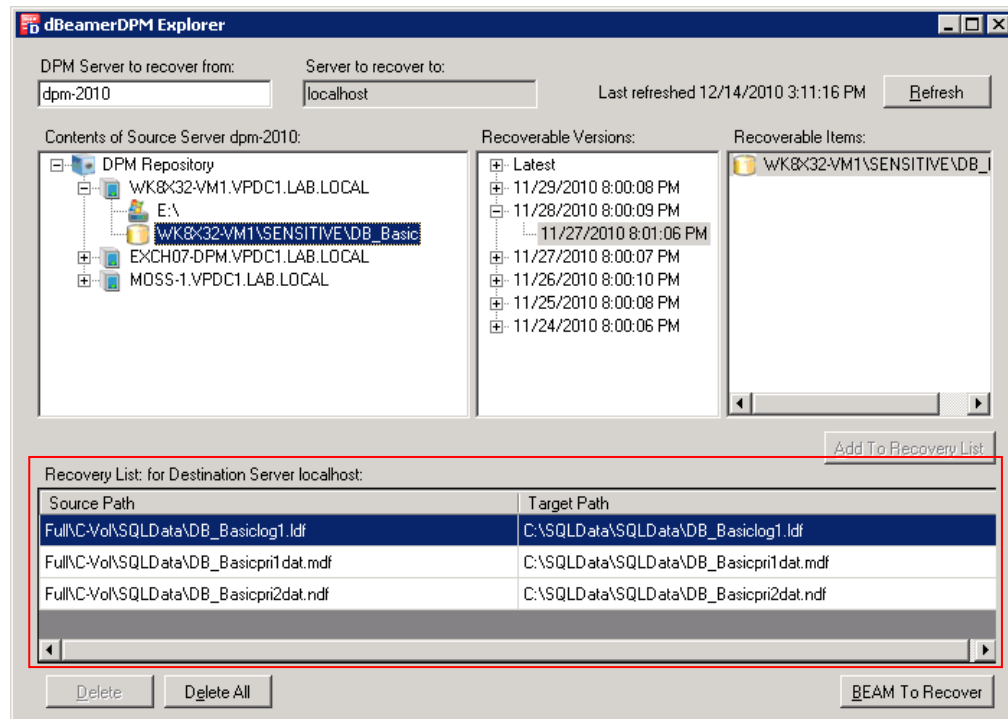 dBeamerDPM Explorer
DPM Server to recover from:
Server to recover to:
dpm-2010
localhost
Last refreshed 12/14/2010 3:11:16 PM
Refresh
Contents of Source Server dpm-2010:
DPM Repository
WK8X32-VM1.VPDC1.LAB.LOCAL
E:\
WK8X32-VM1\SENSITIVE\DB_Basic
EXCH07-DPM.VPDC1.LAB.LOCAL
MOSS-1.VPDC1.LAB.LOCAL
Recoverable Versions:
Latest
11/29/2010 8:00:08 PM
11/28/2010 8:00:09 PM
11/27/2010 8:01:06 PM
11/27/2010 8:00:07 PM
11/26/2010 8:00:10 PM
11/25/2010 8:00:08 PM
11/24/2010 8:00:06 PM
Recoverable Items:
WK8X32-VM1\SENSITIVE\DB_
Add To Recovery List
Recovery List: for Destination Server localhost:
Source Path
Target Path
Full\C-Vol\SQLData\DB_Basiclog1.ldf
C:\SQLData\SQLData\DB_Basiclog1.ldf
Full\C-Vol\SQLData\DB_Basicpri1dat.mdf
C:\SQLData\SQLData\DB_Basicpri1dat.mdf
Full\C-Vol\SQLData\DB_Basicpri2dat.ndf
C:\SQLData\SQLData\DB_Basicpri2dat.ndf
Delete
Delete All
BEAM To Recover